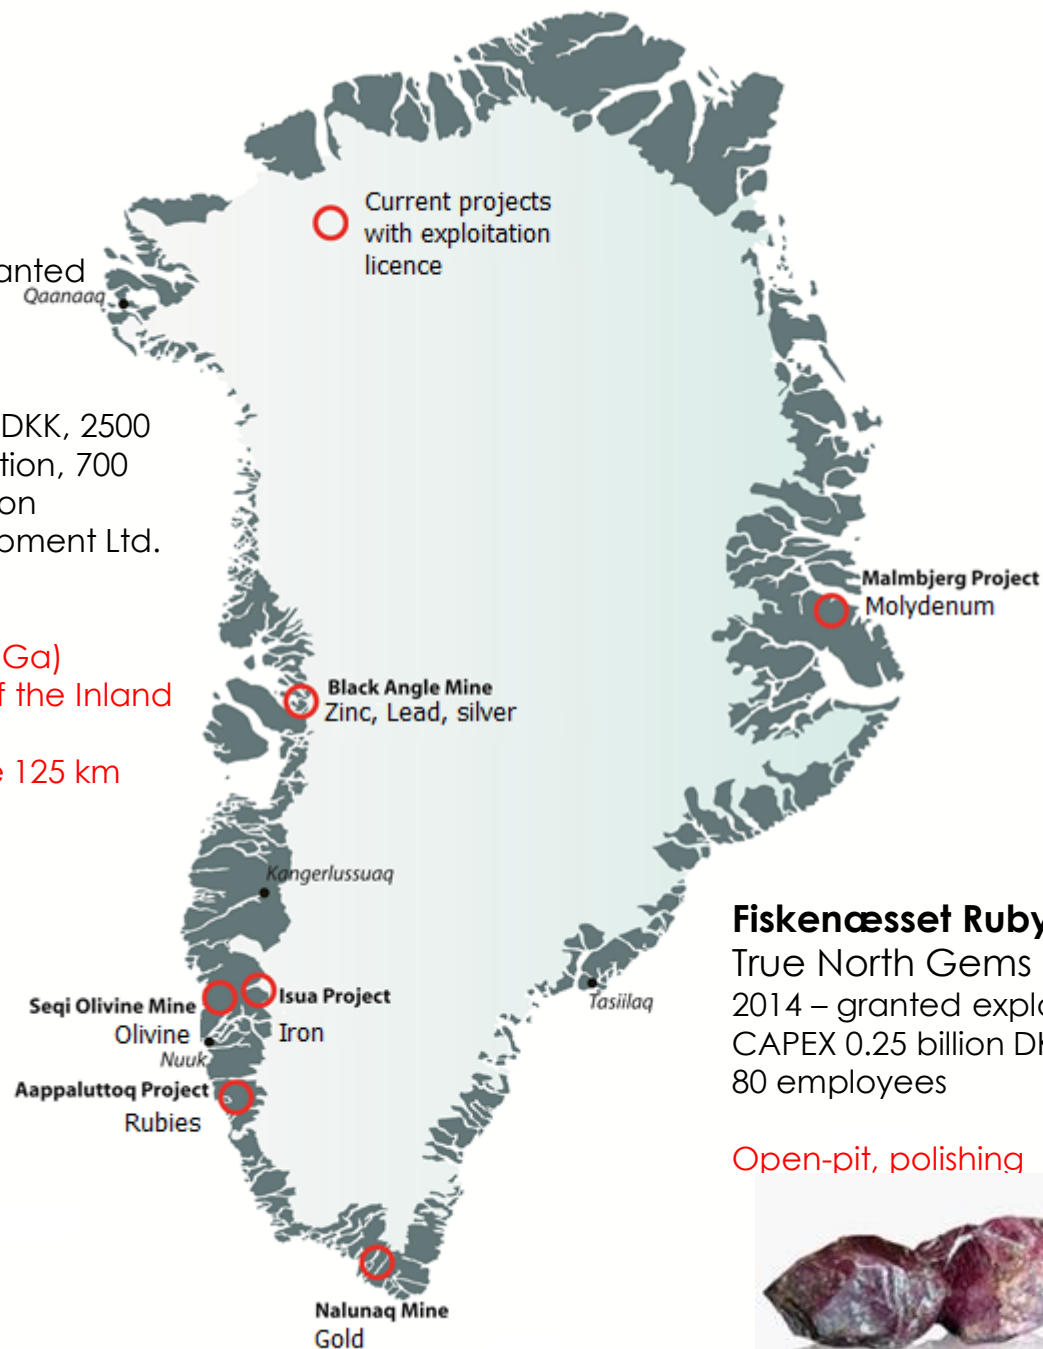 Current projects
with exploitation
licence
anted
Qaanaaq
DKK, 2500
tion, 700
on
pment Ltd.
Malmbjerg Project
Molydenum
Ga)
f the Inland
Black Angle Mine
Zinc, Lead, silver
e 125 km
Kangerlussuaq
Fiskenæsset Ruby
True North Gems
2014 – granted explo
CAPEX 0.25 billion DK
80 employees
Open-pit, polishing
Tasiilaq
Seqi Olivine Mine
Olivine
Isua Project
Iron
Nuuk
Aappaluttoq Project
Rubies
Nalunaq Mine
Gold